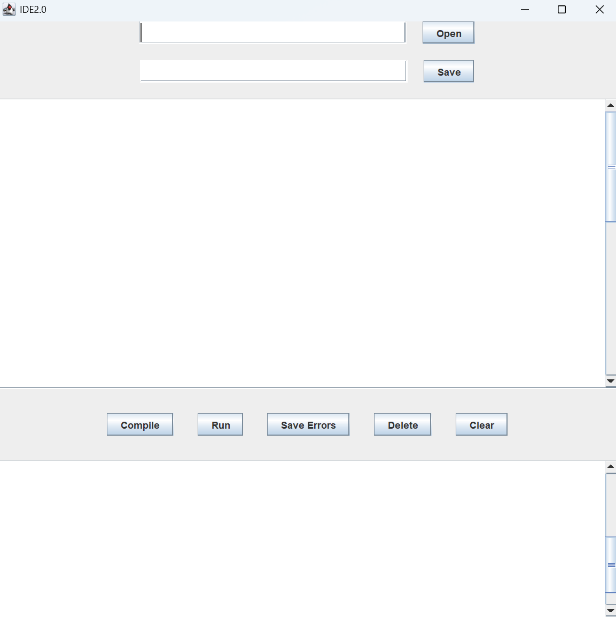 IDE2.0
Open
Save
Compile Run Save Errors Delete Clear